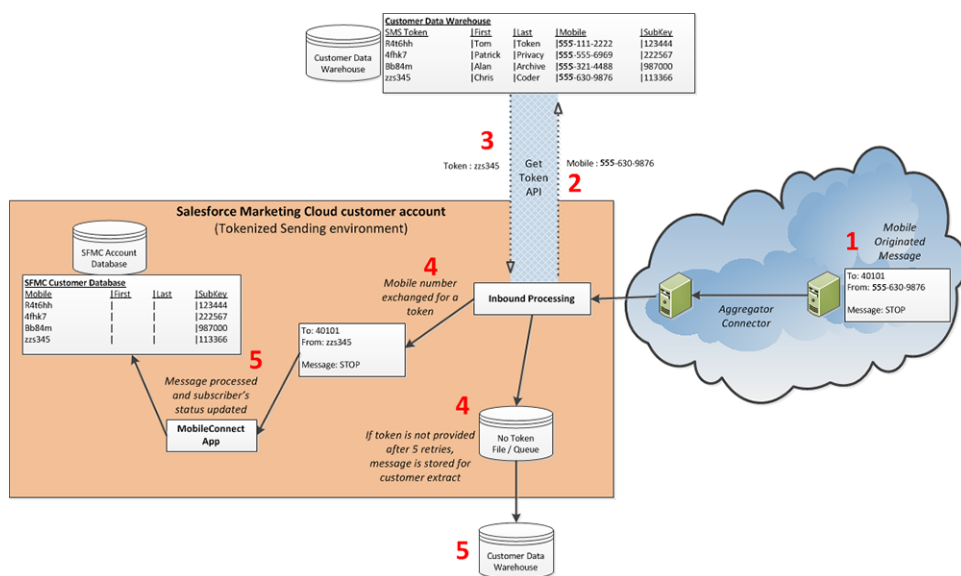 Customer Data Warehouse
SMS Token |First |Last |Mobile |SubKey
R4t6hh |Tom |Token |555-111-2222 |123444
4fhk7 |Patrick |Privacy |555-555-6969 |222567
Bb84m |Alan |Archive |555-321-4488 |987000
zzs345 |Chris |Coder |555-630-9876 |113366
Customer Data
Warehouse
3
Token : zzs345
Get
Token
API
Mobile : 555-630-9876
2
Salesforce Marketing Cloud customer account
(Tokenized Sending environment)
SFMC Account
Database
SFMC Customer Database
Mobile |First |Last |SubKey
R4t6hh | | |123444
4fhk7 | | |222567
Bb84m | | |987000
zzs345 | | |113366
4
Mobile number
exchanged for a
token
Inbound Processing
1
Mobile
Originated
Message
To: 40101
From: 555-630-9876
Message: STOP
Aggregator
Connector
To: 40101
From: zzs345
Message: STOP
5
Message processed
and subscriber's
status updated
MobileConnect
App
4
If token is not provided
after 5 retries,
message is stored for
customer extract
No Token
File / Queue
5
Customer Data
Warehouse